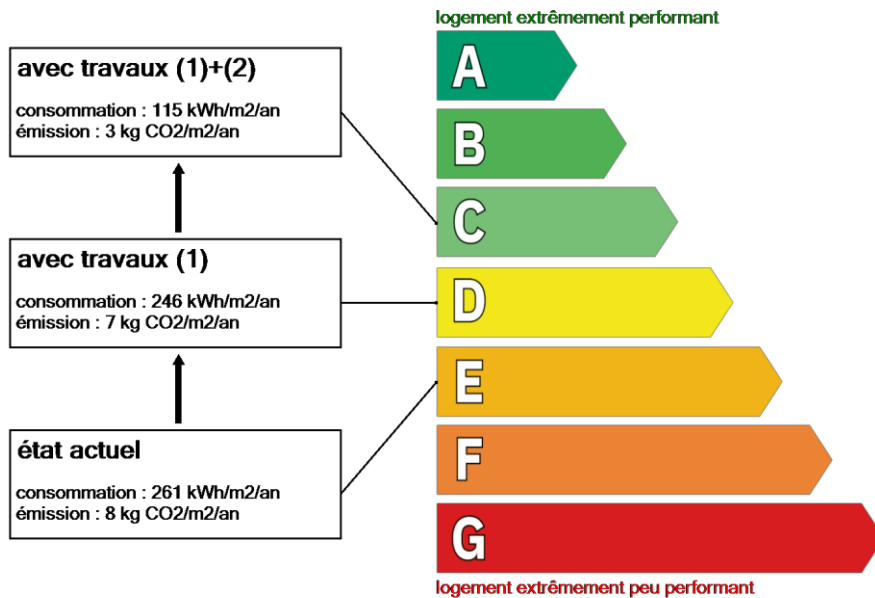 logement extrêmement performant
avec travaux (1)+(2)
consommation : 115 kWh/m2/an
émission : 3 kg CO2/m2/an
avec travaux (1)
consommation : 246 kWh/m2/an
émission : 7 kg CO2/m2/an
état actuel
consommation : 261 kWh/m2/an
émission : 8 kg CO2/m2/an
A
B
C
D
E
F
G
logement extrêmement peu performant